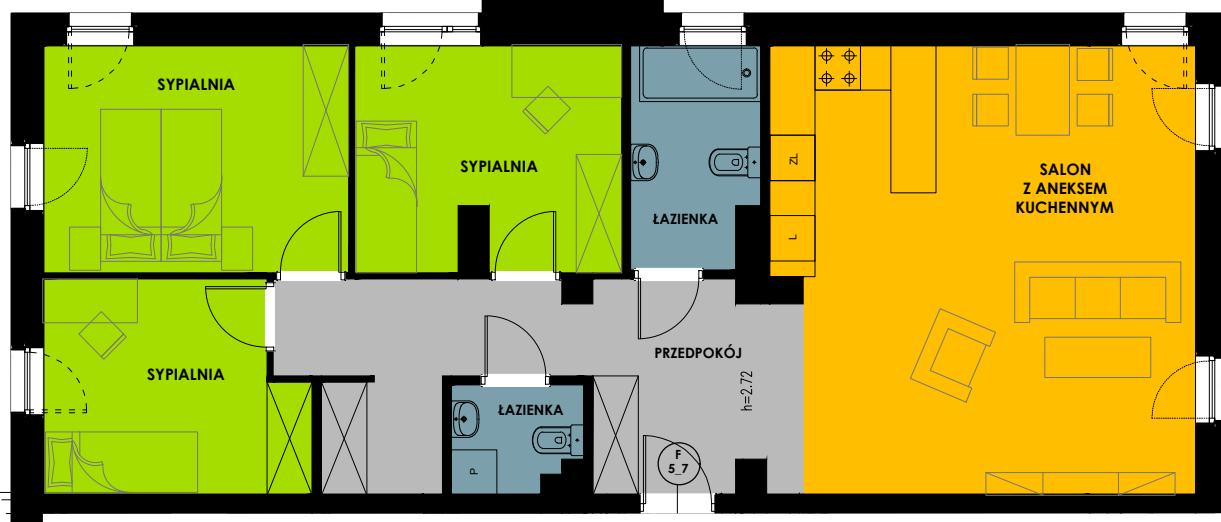 SYPIALNIA
SYPIALNIA
ŁAZIENKA
ZL
L
SALON
Z ANEKSEM
KUCHENNYM
SYPIALNIA
PRZEDPOKÓJ
h=2.72
ŁAZIENKA
P
F
5_7